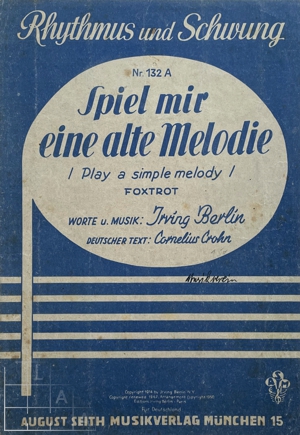 Rhythmus und Schwung
Nr. 132 A
Spiel mir
eine alte Melodie
/ Play a simple melody /
FOXTROT
WORTE u. MUSIK: Irving Berlin
DEUTSCHER TEXT: Cornelius Crohn
Für Deutschland
AUGUST SEITH MUSIKVERLAG MÜNCHEN 15